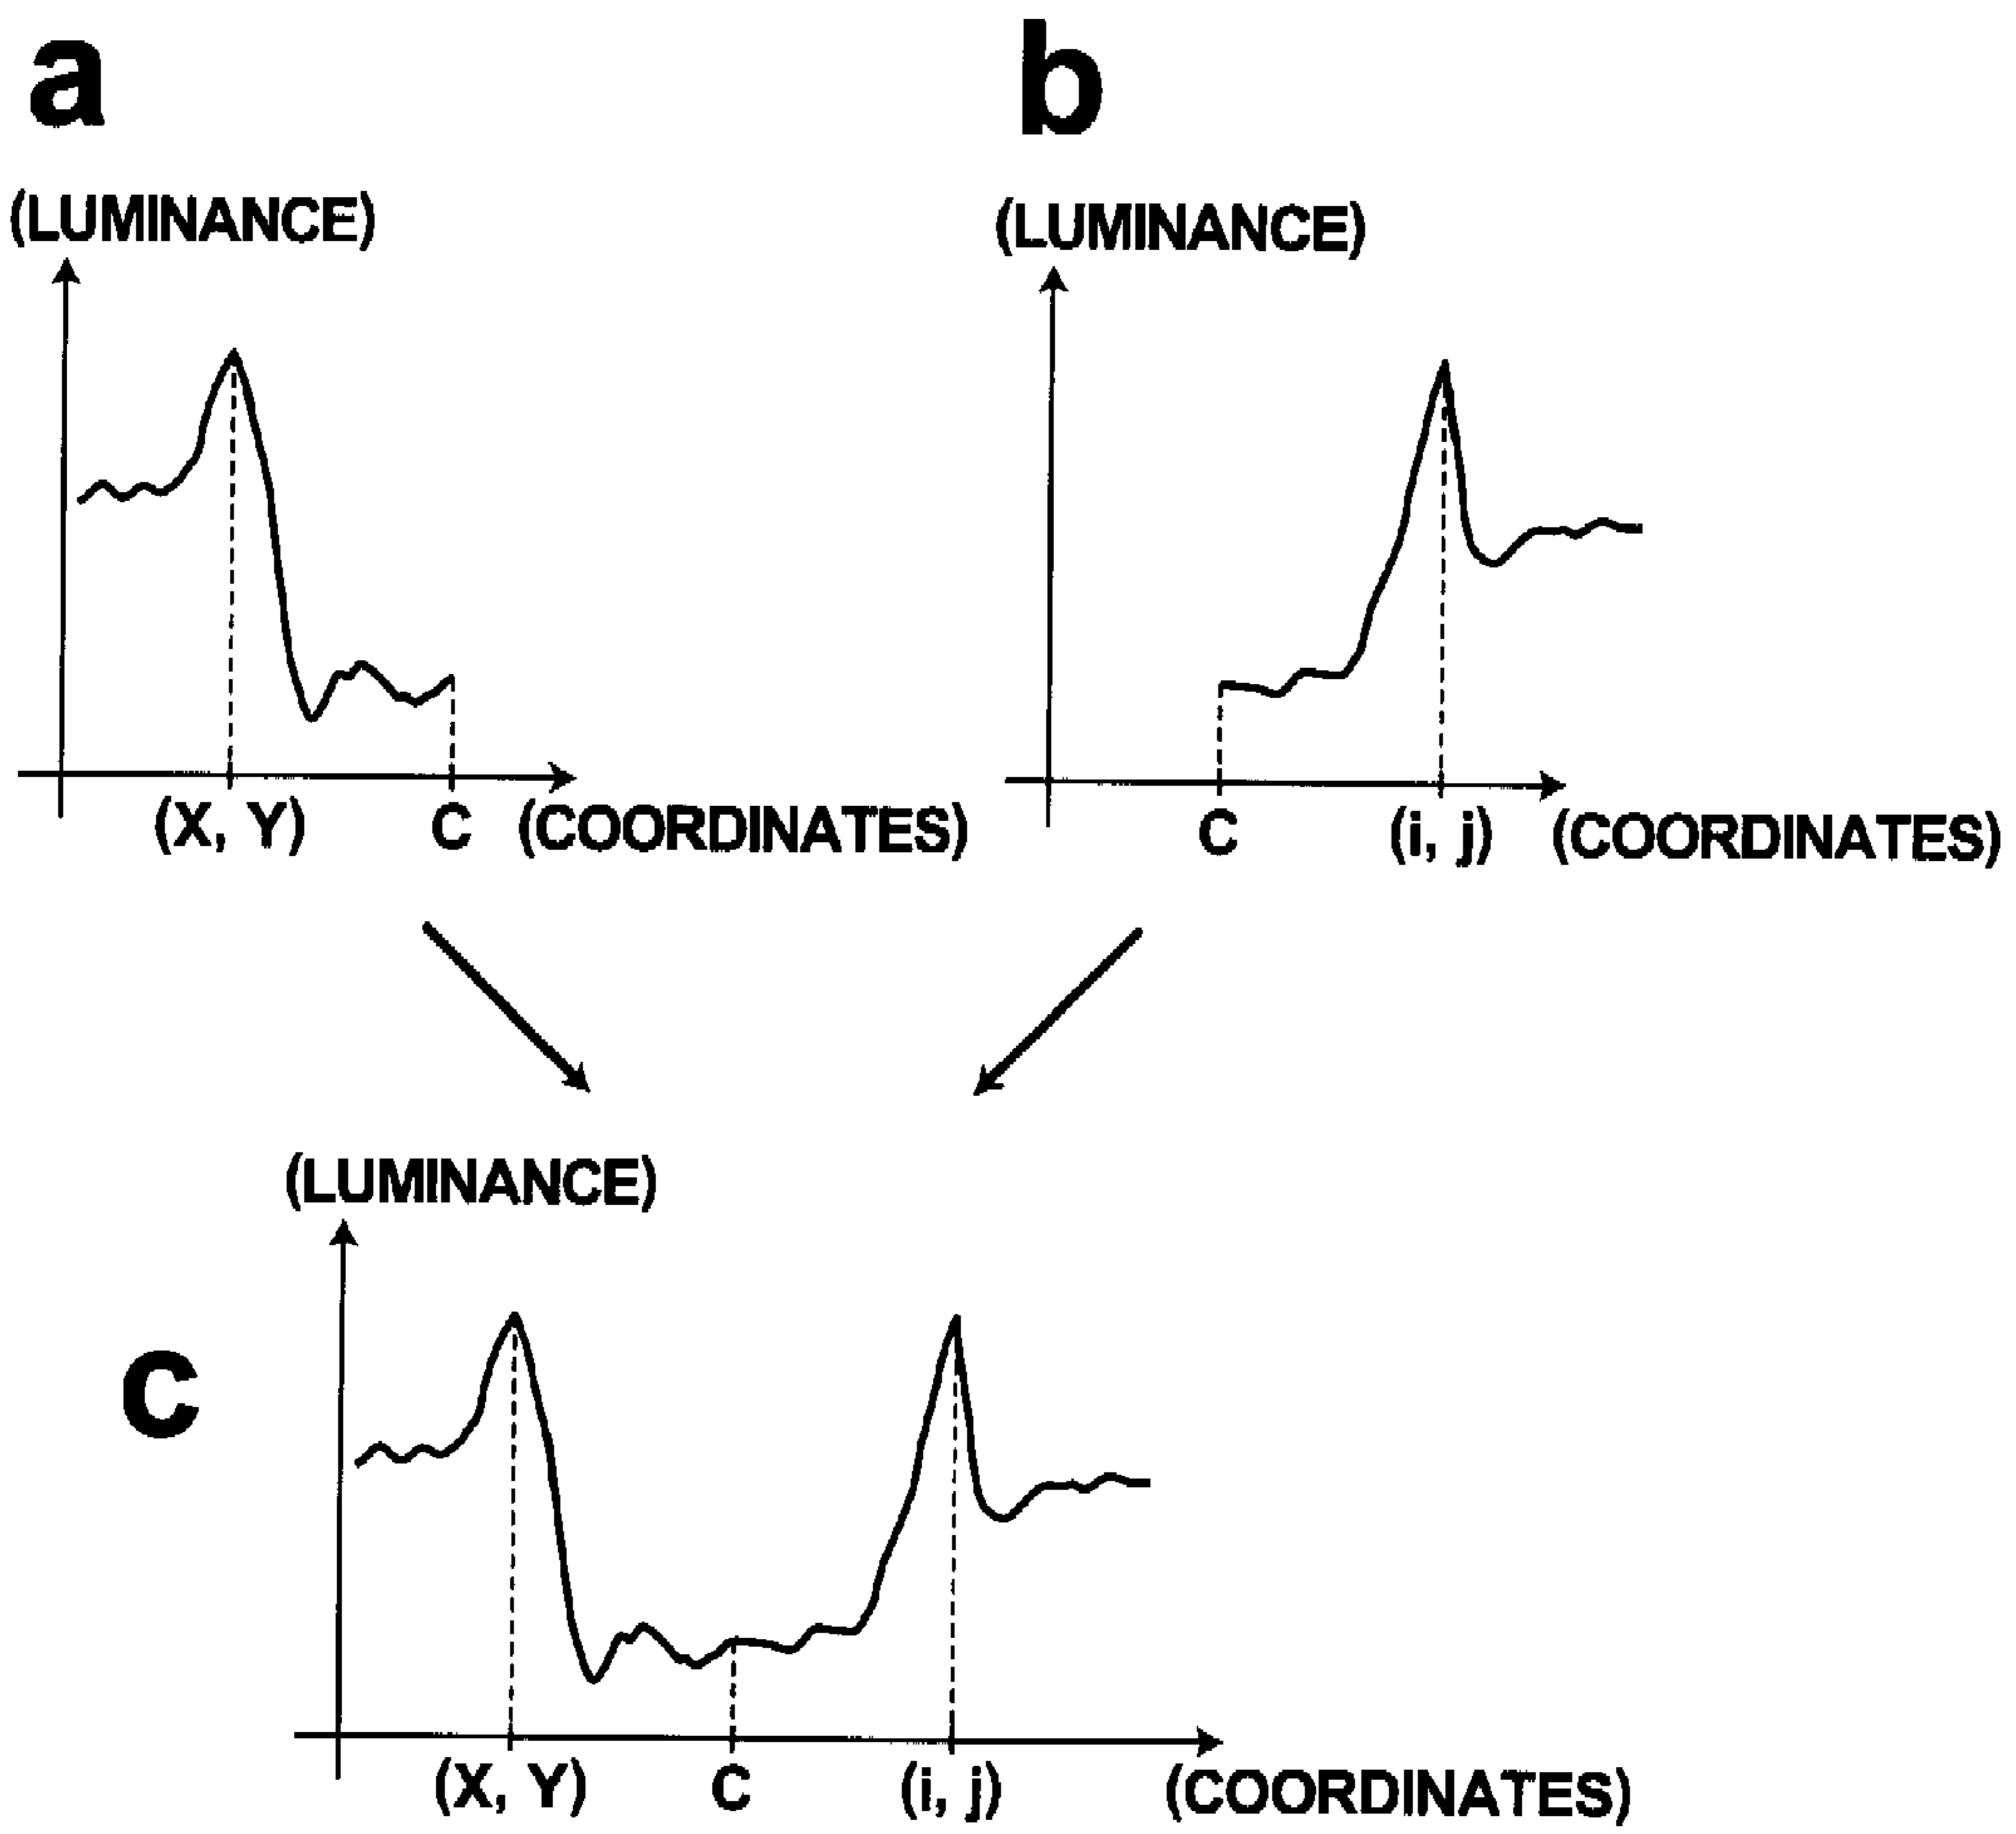 a
b
(LUMINANCE)
(LUMINANCE)
(X, Y) C (COORDINATES)
C (i, j) (COORDINATES)
(LUMINANCE)
c
(X, Y) C (i, j) (COORDINATES)